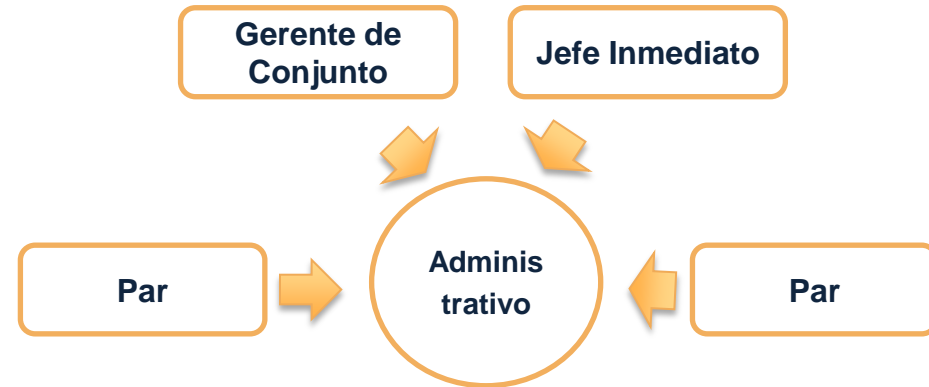 Gerente de
Conjunto
Jefe Inmediato
Par
Adminis
trativo
Par